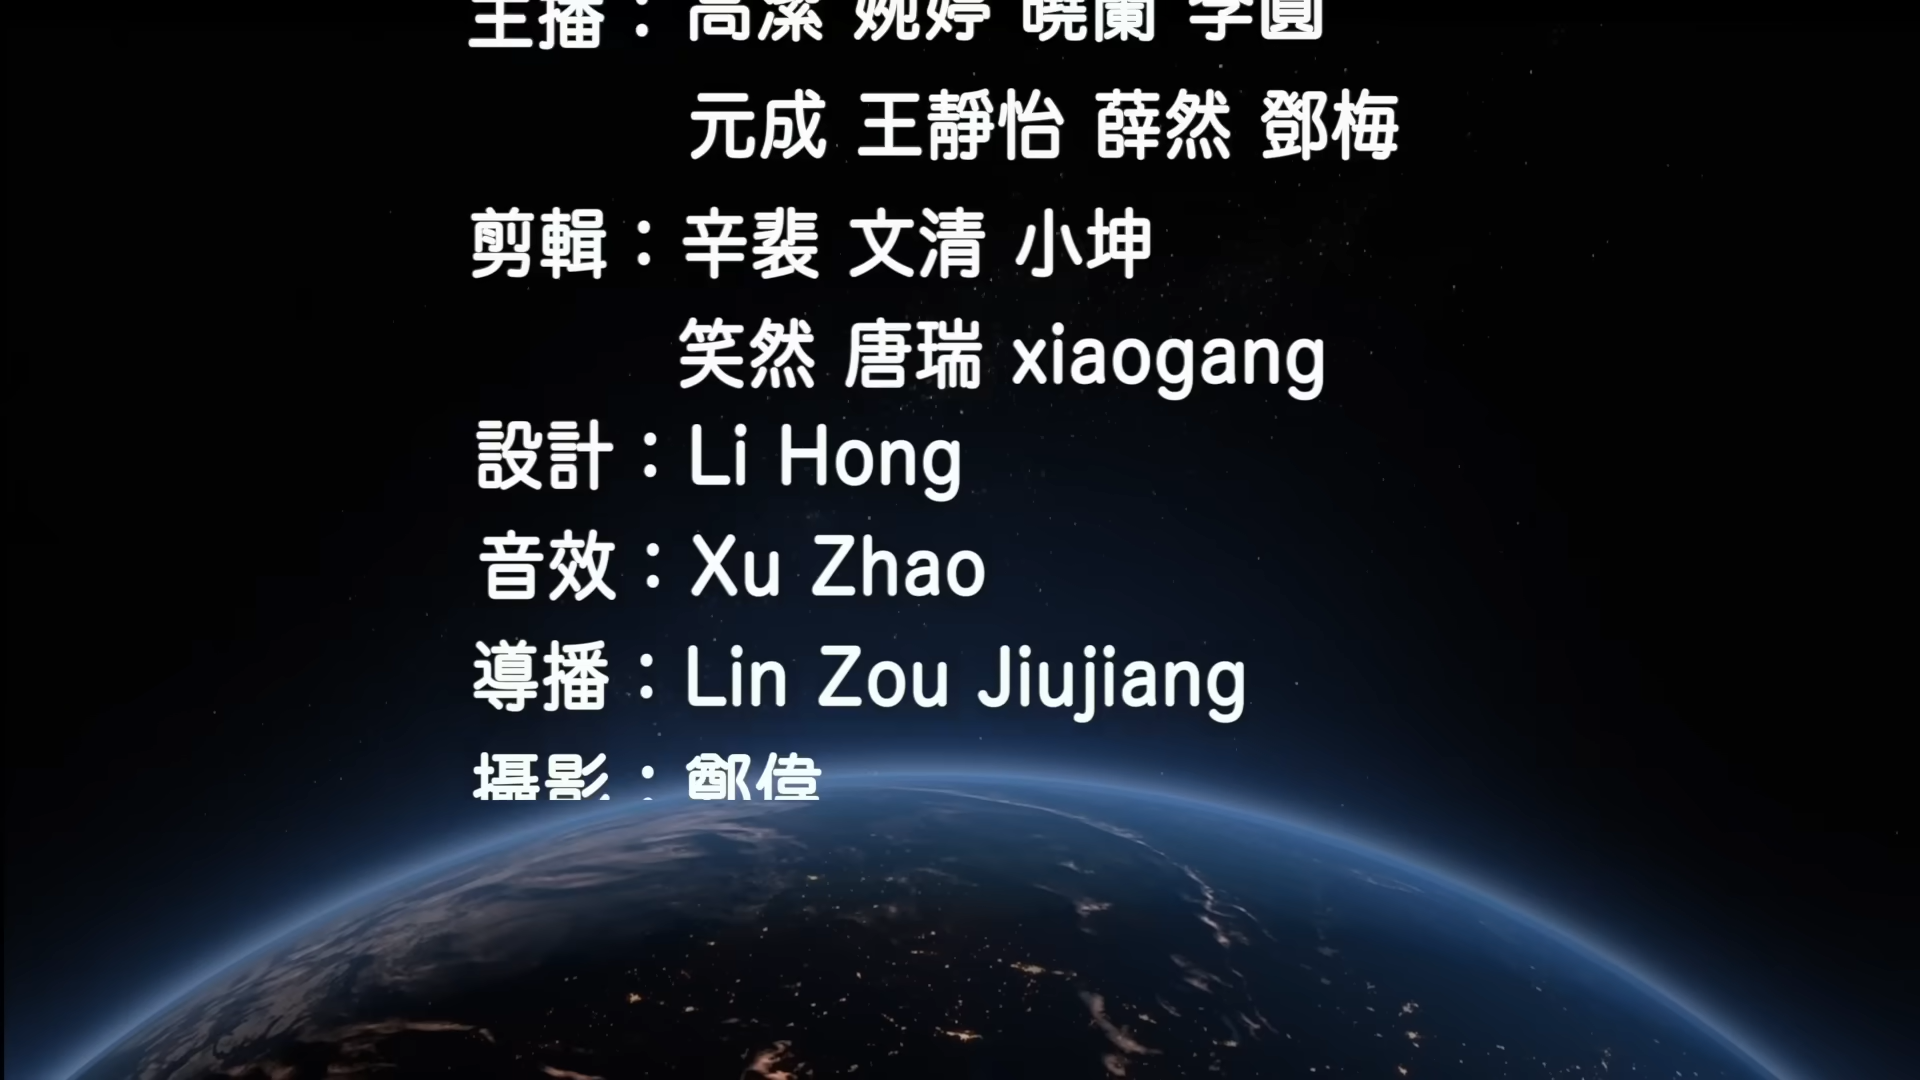 主播：高潔 婉婷 曉蘭 李圓
元成 王靜怡 薛然 鄧梅
剪輯：辛裴 文清 小坤
笑然 唐瑞 xiaogang
設計：Li Hong
音效：Xu Zhao
導播：Lin Zou Jiujiang
攝影：鄭偉